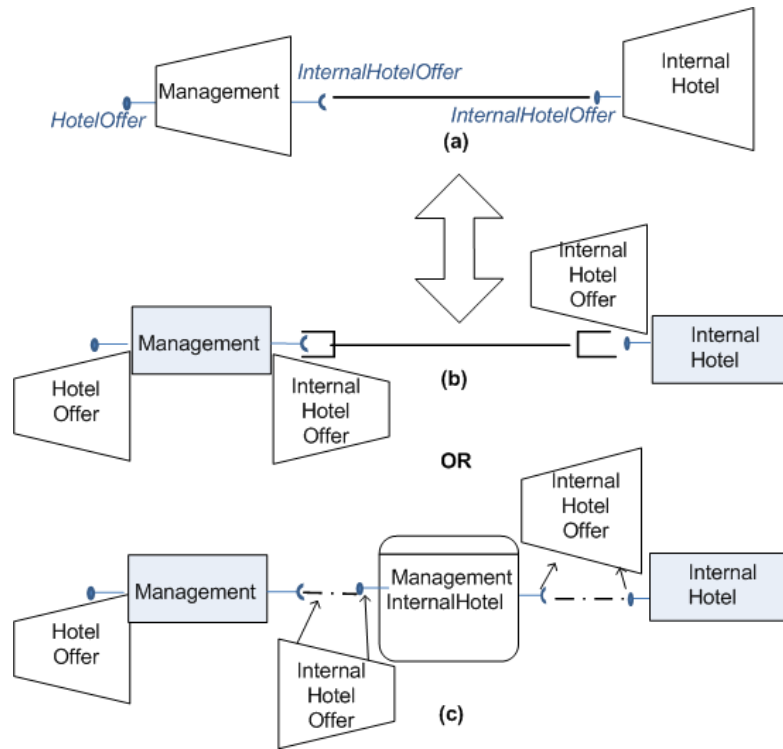 Management
InternalHotelOffer
Internal
Hotel
HotelOffer
InternalHotelOffer
(a)
Internal
Hotel
Offer
Management
Internal
Hotel
Hotel
Offer
Internal
Hotel
Offer
(b)
OR
Internal
Hotel
Offer
Management
Management
InternalHotel
Internal
Hotel
Hotel
Offer
Internal
Hotel
Offer
(c)